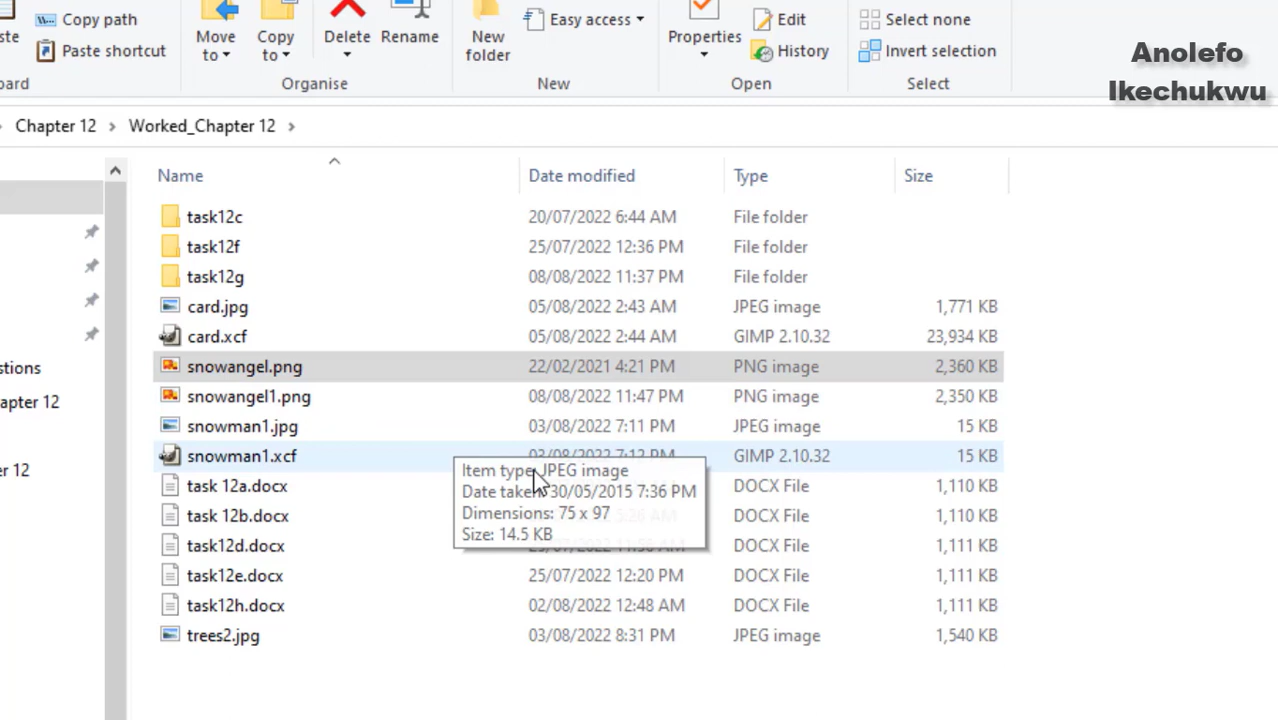 Copy path
Paste shortcut
ste
oard
Move to
Copy to
Delete
Rename
Organise
New folder
Easy access
New
Properties
Edit
History
Open
Select none
Invert selection
Select
Anolefo
Ikechukwu
Chapter 12 > Worked_Chapter 12 >
Name Date modified Type Size
task12c 20/07/2022 6:44 AM File folder
task12f 25/07/2022 12:36 PM File folder
task12g 08/08/2022 11:37 PM File folder
card.jpg 05/08/2022 2:43 AM JPEG image 1,771 KB
card.xcf 05/08/2022 2:44 AM GIMP 2.10.32 23,934 KB
snowangel.png 22/02/2021 4:21 PM PNG image 2,360 KB
snowangel1.png 08/08/2022 11:47 PM PNG image 2,350 KB
snowman1.jpg 03/08/2022 7:11 PM JPEG image 15 KB
snowman1.xcf 03/08/2022 7:12 PM GIMP 2.10.32 15 KB
task 12a.docx DOCX File 1,110 KB
task 12b.docx DOCX File 1,110 KB
task12d.docx DOCX File 1,111 KB
task12e.docx 25/07/2022 12:20 PM DOCX File 1,111 KB
task12h.docx 02/08/2022 12:48 AM DOCX File 1,111 KB
trees2.jpg 03/08/2022 8:31 PM JPEG image 1,540 KB
Item type: JPEG image
Date taken: 30/05/2015 7:36 PM
Dimensions: 75 x 97
Size: 14.5 KB
stions
apter 12
er 12